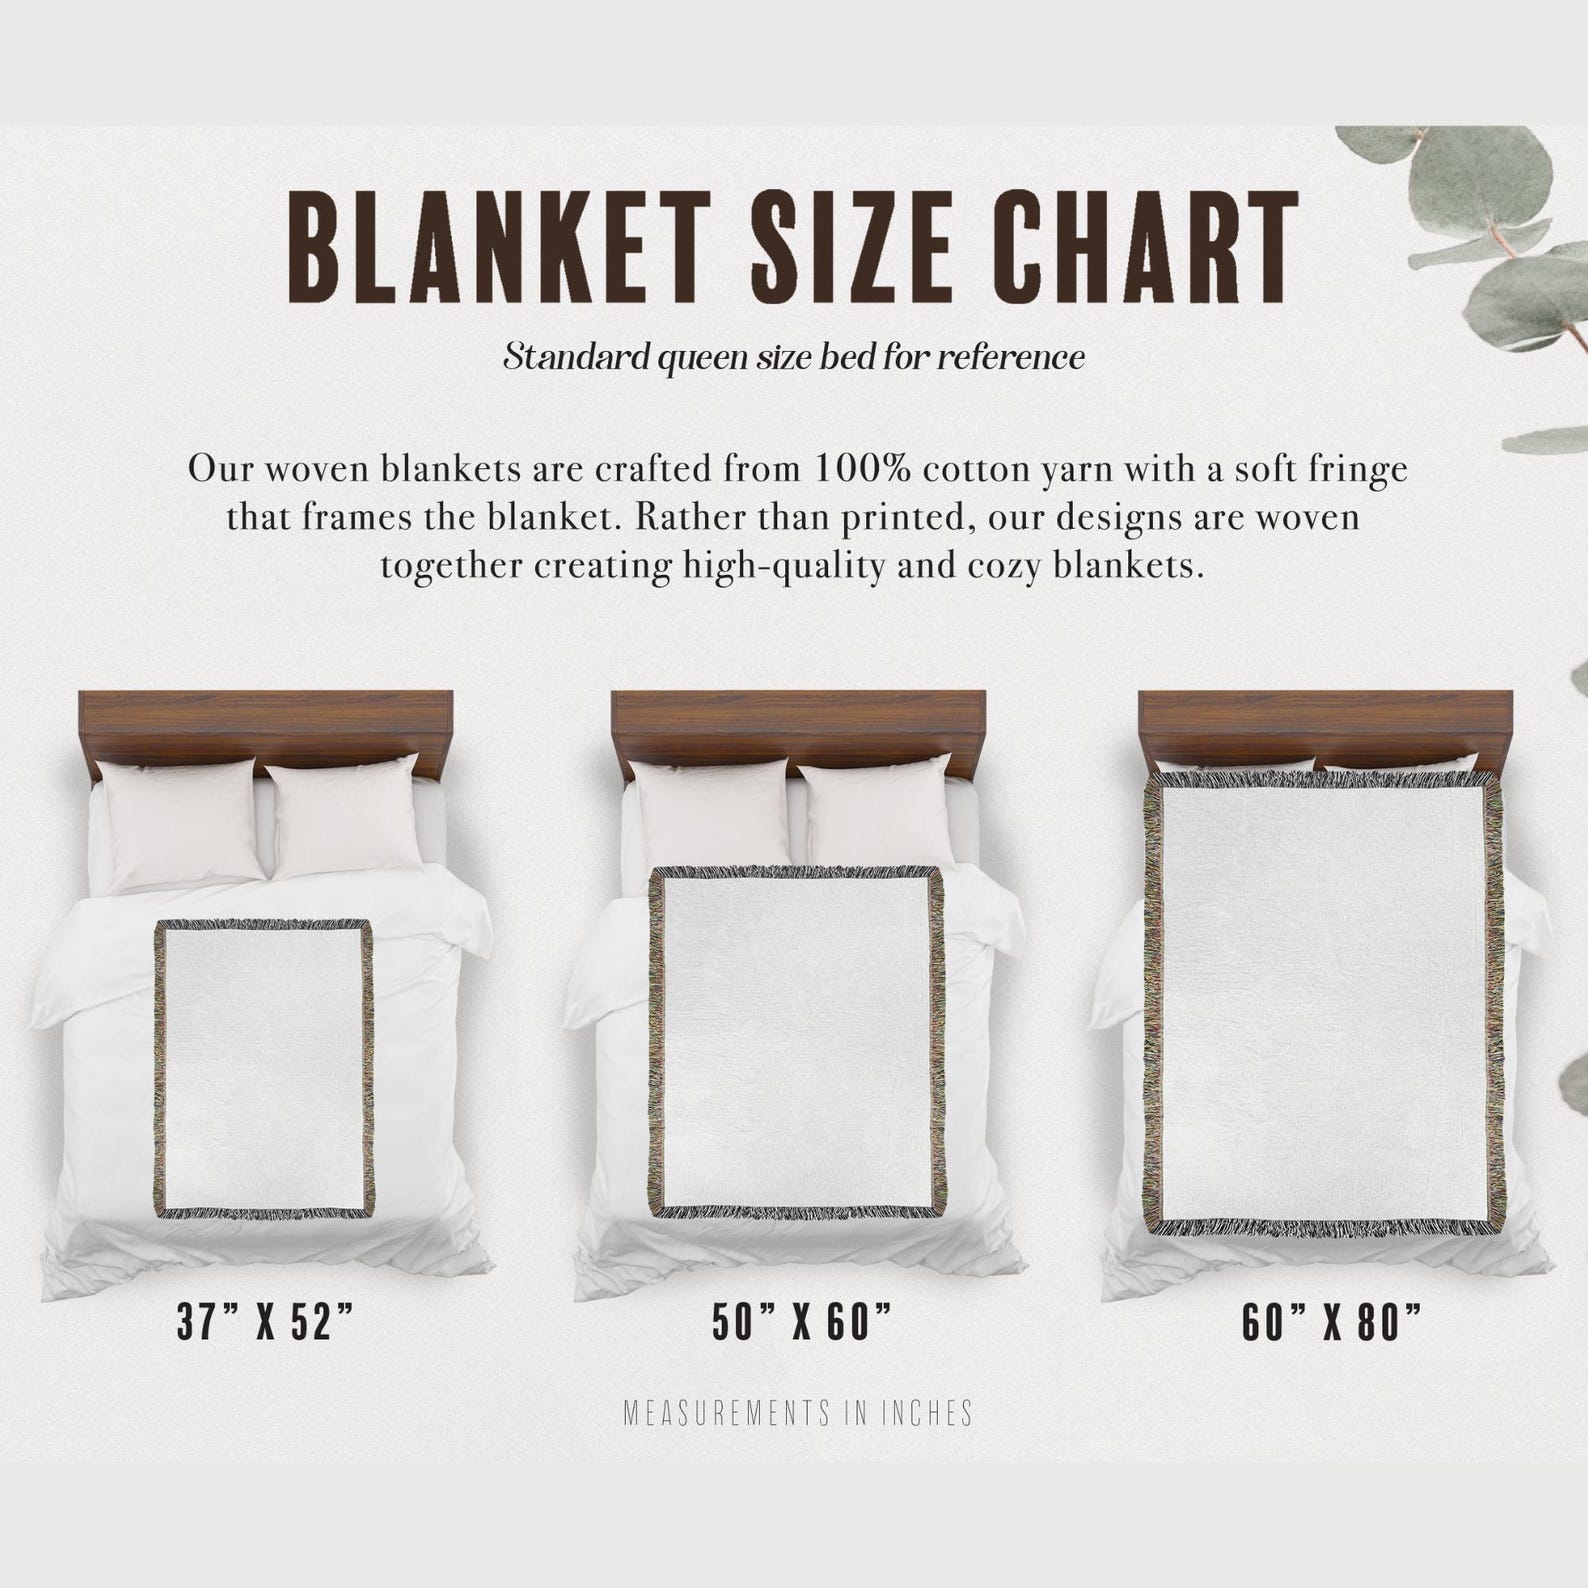 BLANKET SIZE CHART
Standard queen size bed for reference
Our woven blankets are crafted from 100% cotton yarn with a soft fringe
that frames the blanket. Rather than printed, our designs are woven
together creating high-quality and cozy blankets.
37” X 52”
50” X 60”
60” X 80”
MEASUREMENTS IN INCHES